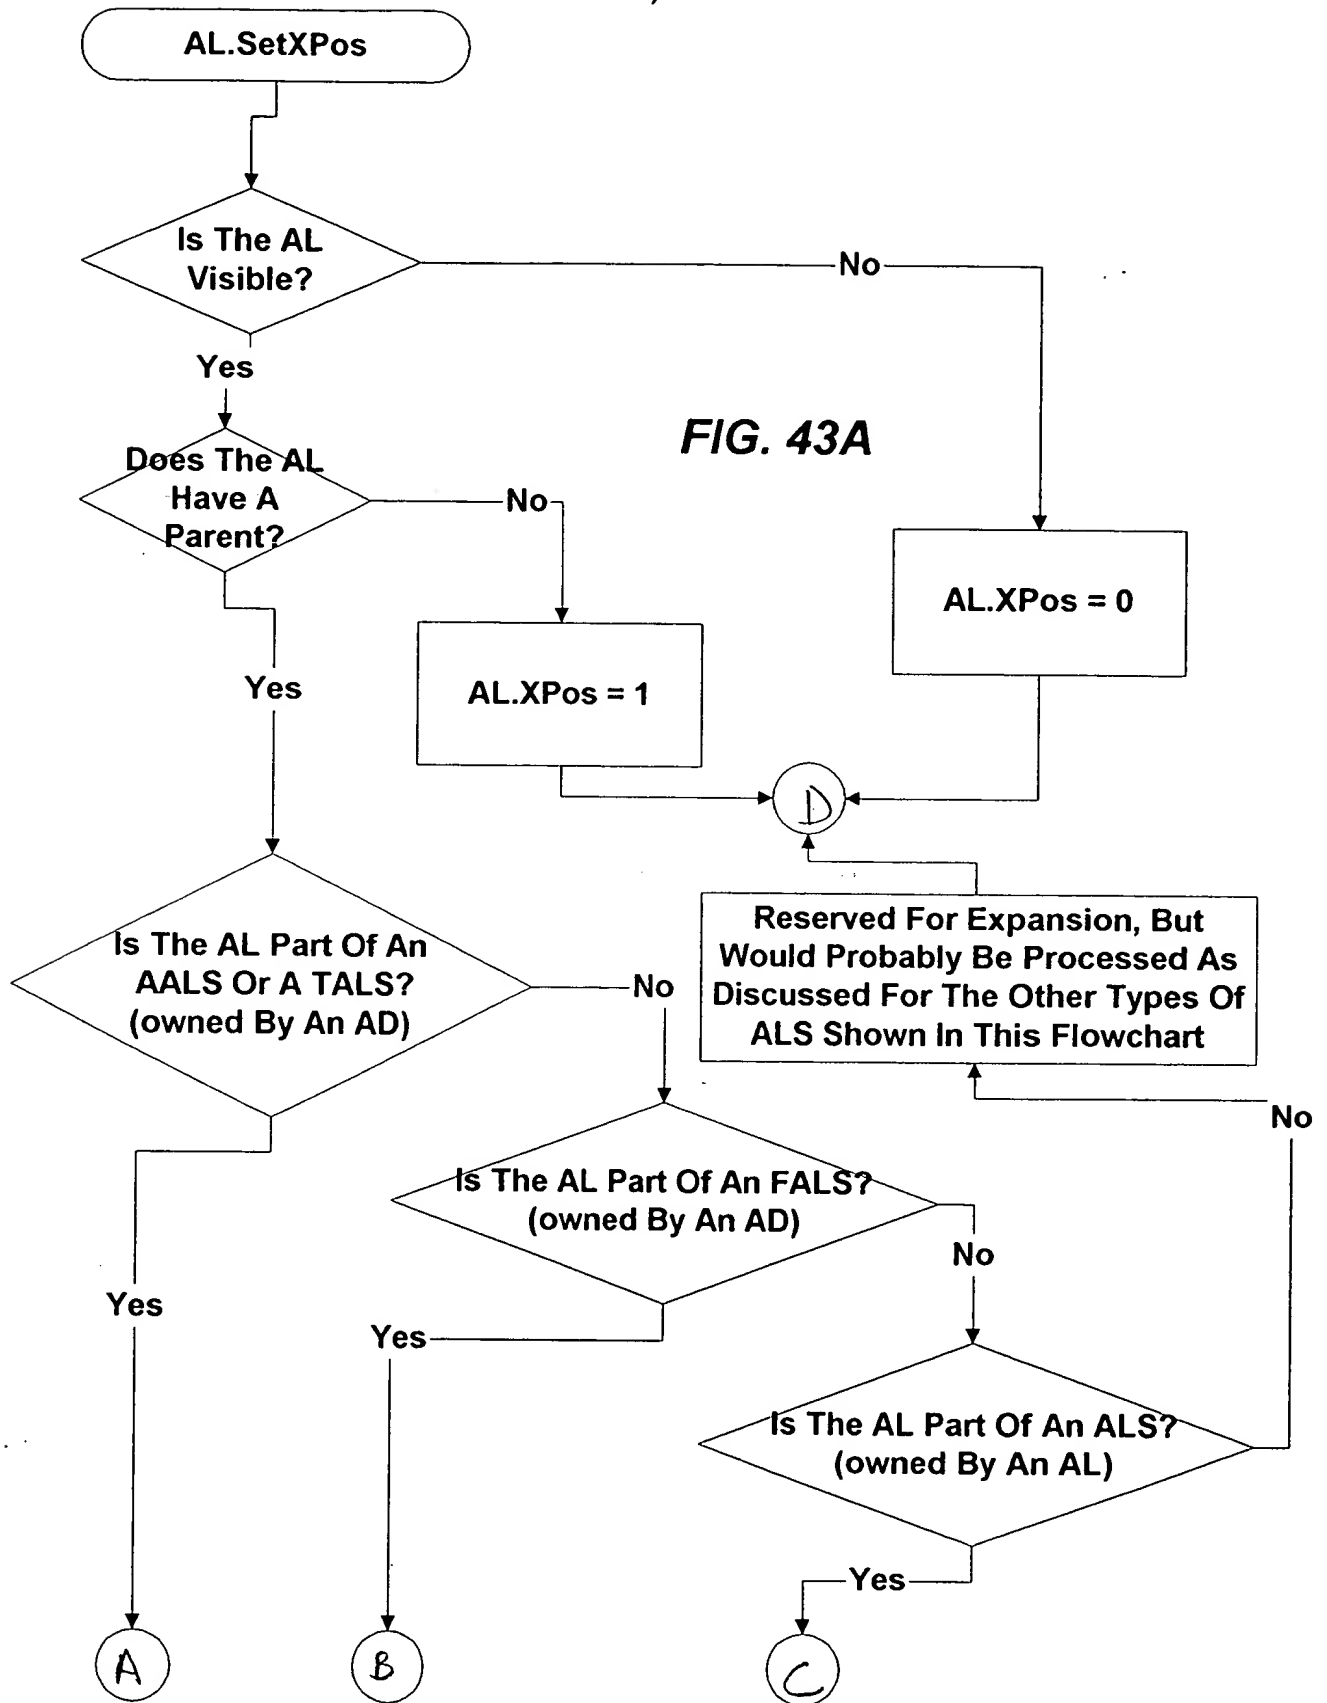 AL.SetXPos
Is The AL
Visible?
No
Yes
FIG. 43A
Does The AL
Have A
Parent?
No
AL.XPos = 0
AL.XPos = 1
Yes
D
Reserved For Expansion, But
Would Probably Be Processed As
Discussed For The Other Types Of
ALS Shown In This Flowchart
Is The AL Part Of An
AALS Or A TALS?
(owned By An AD)
No
No
Is The AL Part Of An FALS?
(owned By An AD)
No
Yes
Yes
Is The AL Part Of An ALS?
(owned By An AL)
Yes
A
B
C